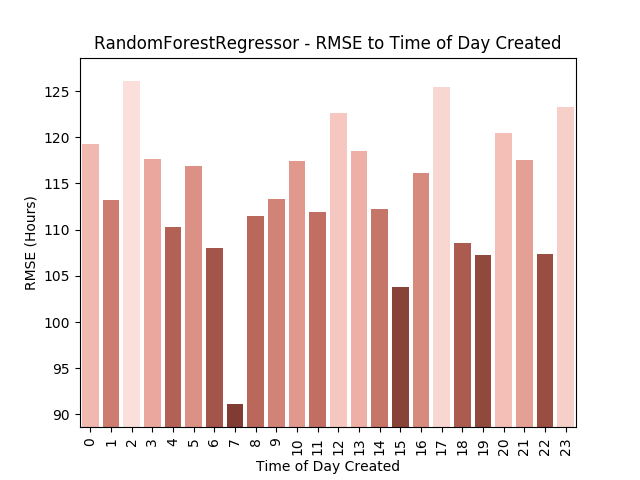 RandomForestRegressor - RMSE to Time of Day Created
RMSE (Hours)
125
120
115
110
105
100
95
90
0 1 2 3 4 5 6 7 8 9 10 11 12 13 14 15 16 17 18 19 20 21 22 23
Time of Day Created